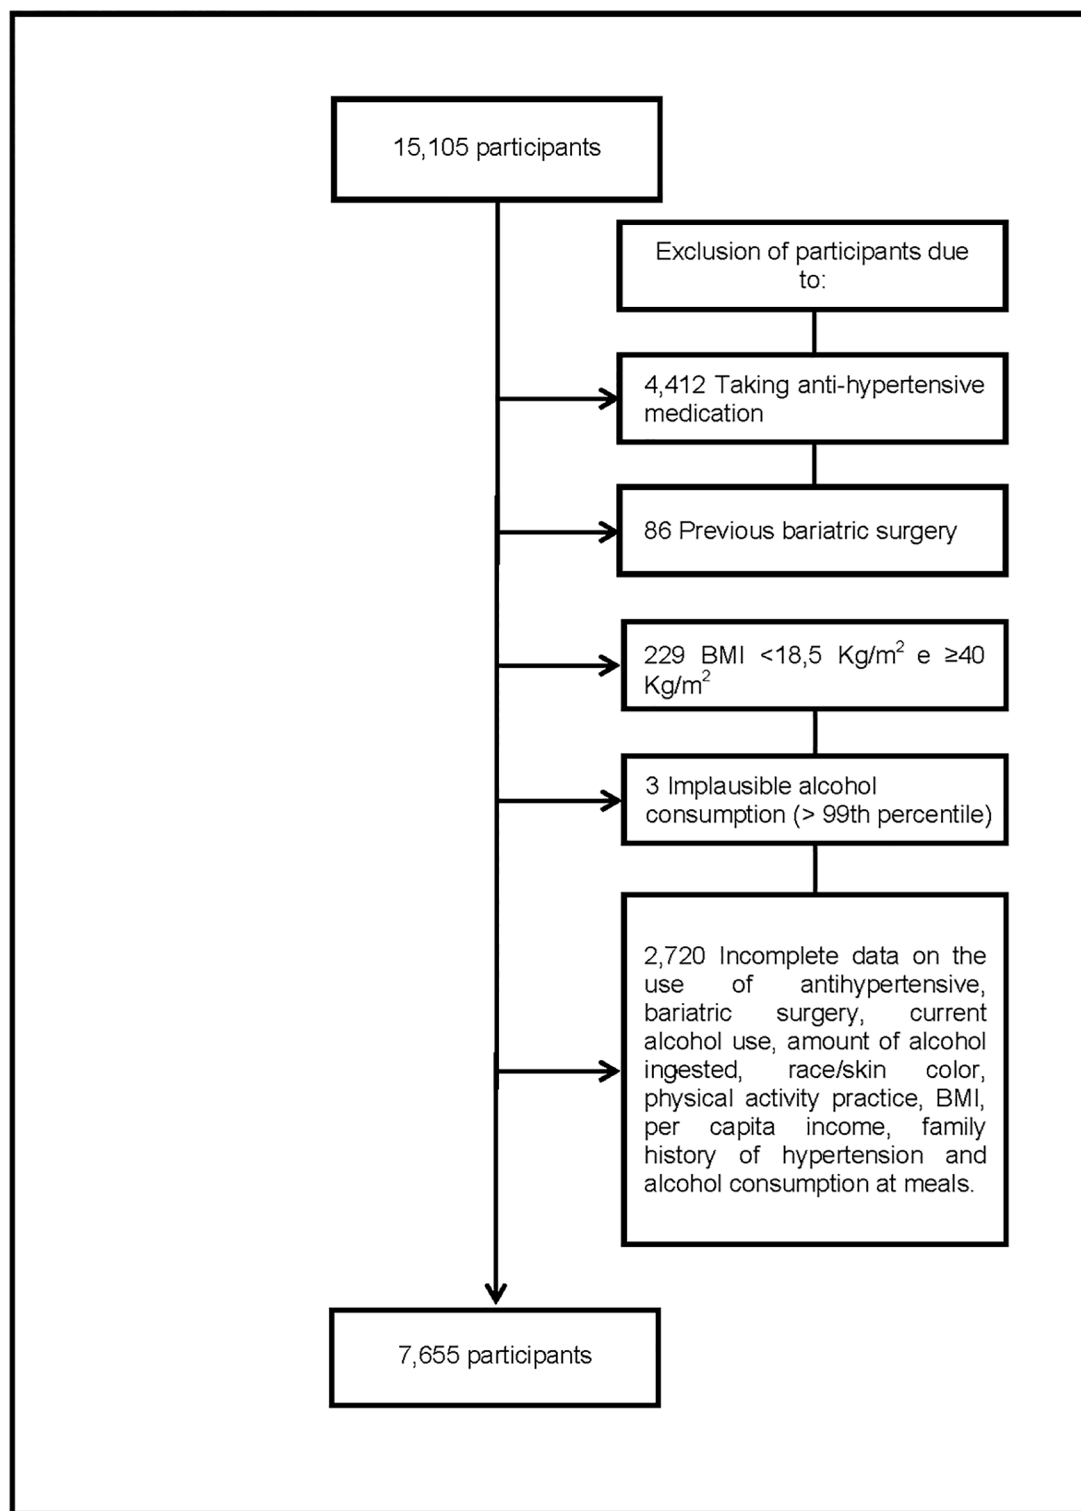 15,105 participants
Exclusion of participants due
to:
4,412 Taking anti-hypertensive
medication
86 Previous bariatric surgery
229 BMI <18,5 Kg/m² e ≥40
Kg/m²
3 Implausible alcohol
consumption (> 99th percentile)
2,720 Incomplete data on the
use of antihypertensive,
bariatric surgery, current
alcohol use, amount of alcohol
ingested, race/skin color,
physical activity practice, BMI,
per capita income, family
history of hypertension and
alcohol consumption at meals.
7,655 participants